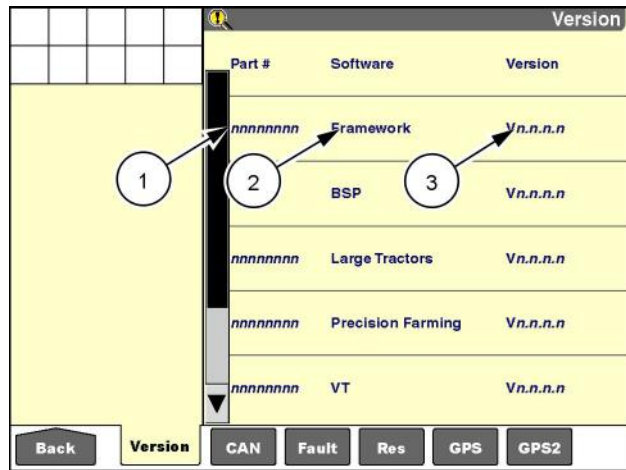 Version
Part # Software Version
nnnnnnnn Framework Vn.n.n.n
1 2 3
BSP Vn.n.n.n
nnnnnnnn Large Tractors Vn.n.n.n
nnnnnnnn Precision Farming Vn.n.n.n
nnnnnnnn VT Vn.n.n.n
Back Version CAN Fault Res GPS GPS2